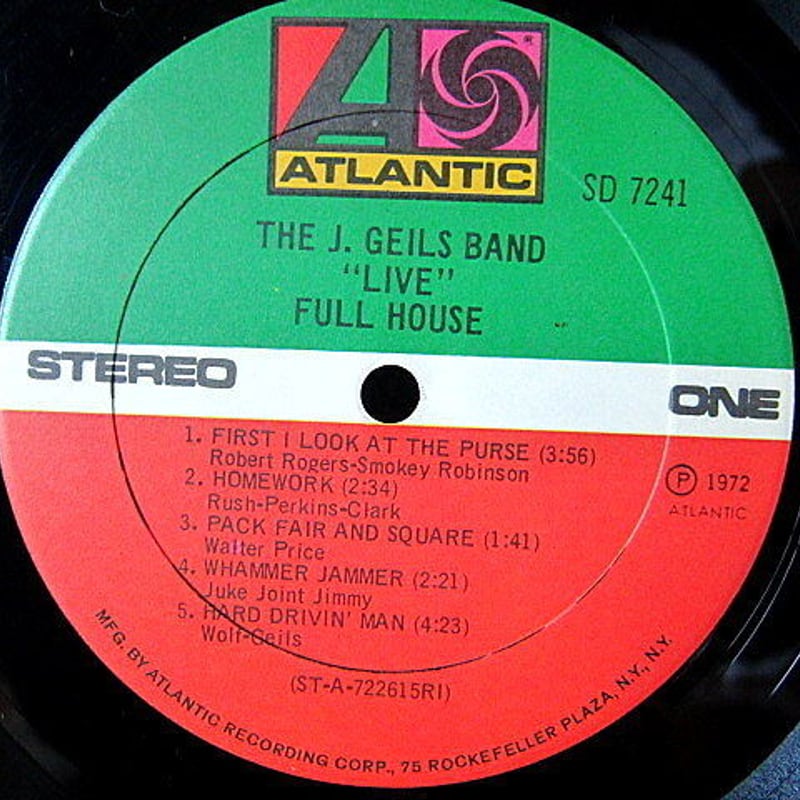 ATLANTIC
®
SD 7241
THE J. GEILS BAND
"LIVE"
FULL HOUSE
STEREO
ONE
1. FIRST I LOOK AT THE PURSE (3:56)
Robert Rogers-Smokey Robinson
2. HOMEWORK (2:34)
Rush-Perkins-Clark
3. PACK FAIR AND SQUARE (1:41)
Walter Price
4. WHAMMER JAMMER (2:21)
Juke Joint Jimmy
5. HARD DRIVIN' MAN (4:23)
Wolf-Geils
Ⓟ 1972
ATLANTIC
(ST-A-722615RI)
MFG. BY ATLANTIC RECORDING CORP., 75 ROCKEFELLER PLAZA, N.Y., N.Y.